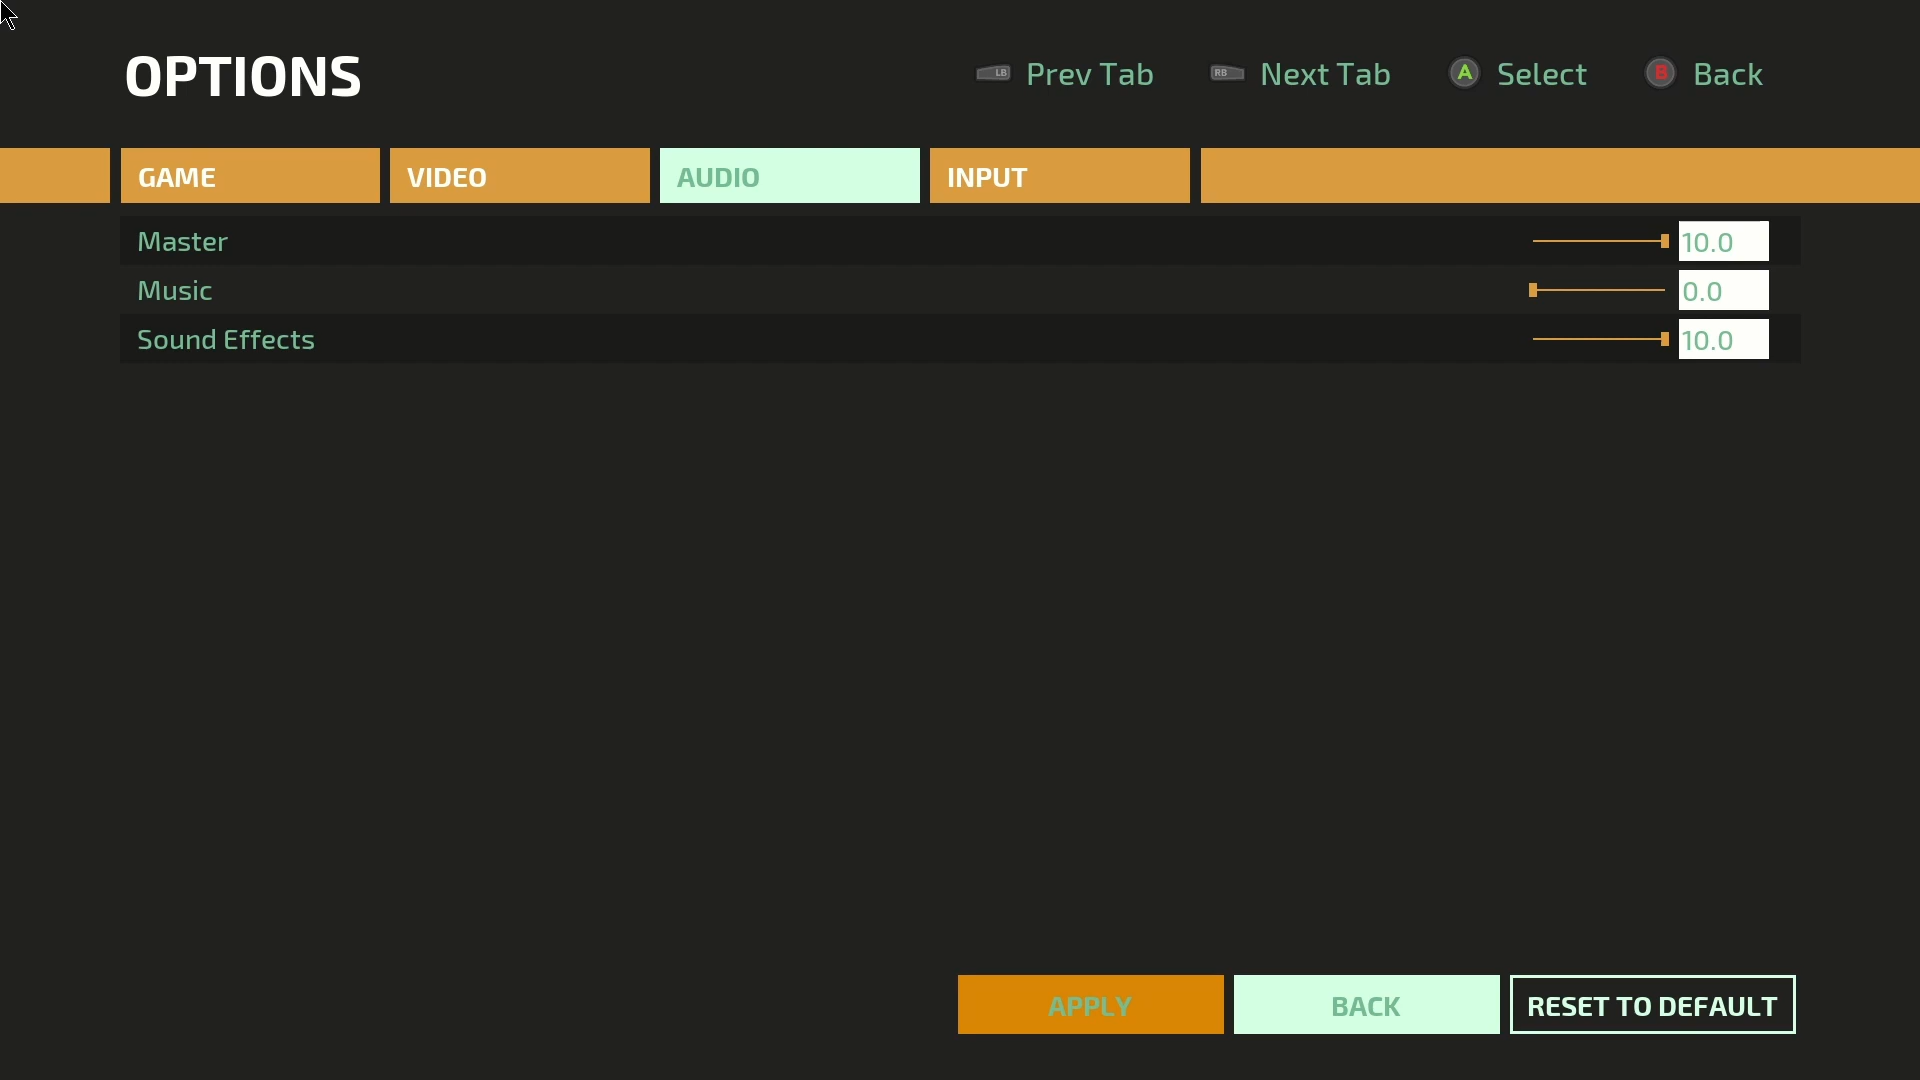 OPTIONS
LB Prev Tab RB Next Tab A Select B Back
GAME VIDEO AUDIO INPUT
Master 10.0
Music 0.0
Sound Effects 10.0
APPLY BACK RESET TO DEFAULT